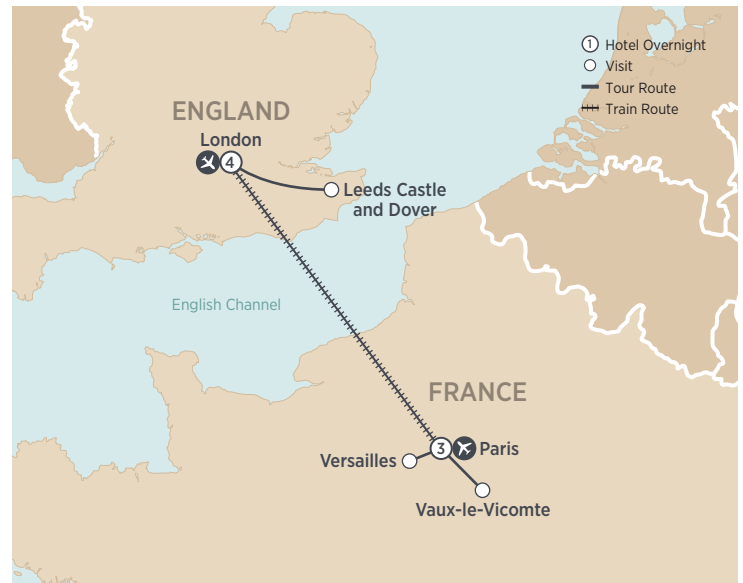 1 Hotel Overnight
Visit
Tour Route
Train Route
ENGLAND
London
4
Leeds Castle
and Dover
English Channel
FRANCE
3
Paris
Versailles
Vaux-le-Vicomte